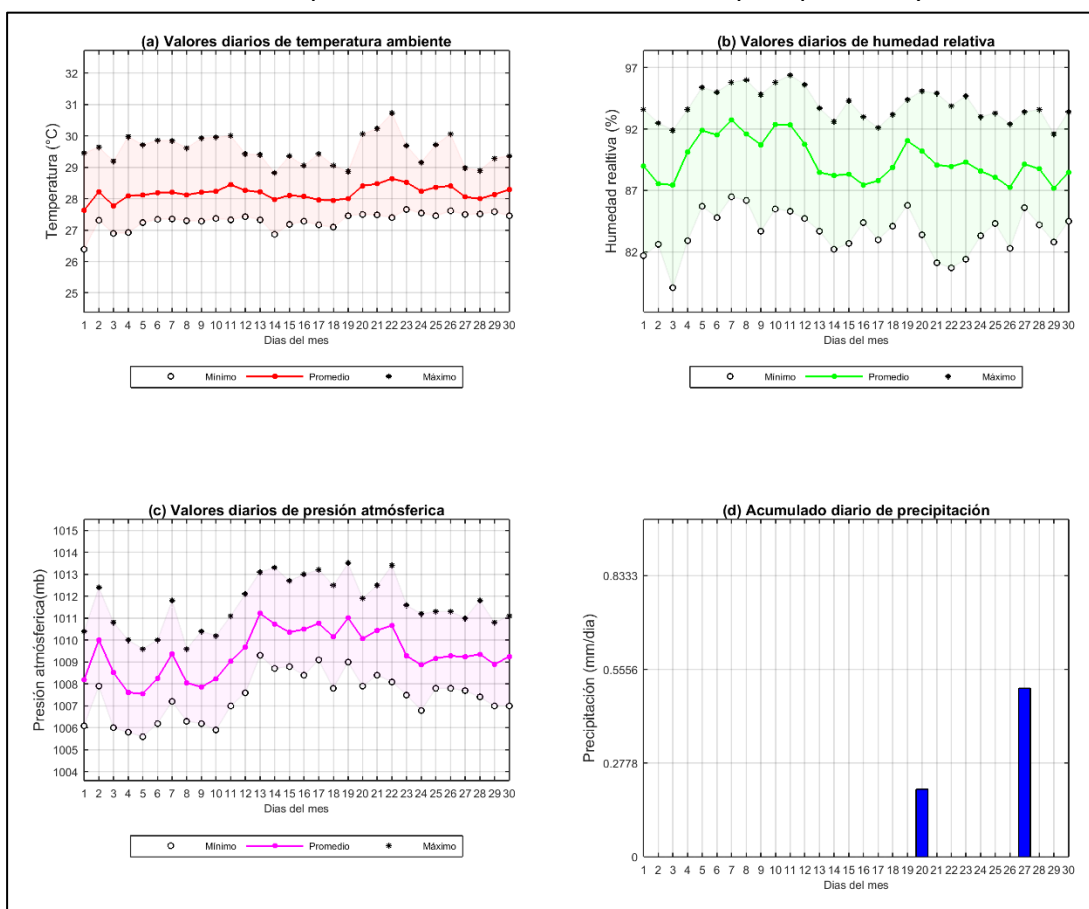 (a) Valores diarios de temperatura ambiente
Temperatura (°C)
32
31
30
29
28
27
26
25
1 2 3 4 5 6 7 8 9 10 11 12 13 14 15 16 17 18 19 20 21 22 23 24 25 26 27 28 29 30
Dias del mes
Mínimo Promedio Máximo
(b) Valores diarios de humedad relativa
Humedad realtiva (%)
97
92
87
82
1 2 3 4 5 6 7 8 9 10 11 12 13 14 15 16 17 18 19 20 21 22 23 24 25 26 27 28 29 30
Dias del mes
Mínimo Promedio Máximo
(c) Valores diarios de presión atmósferica
Presión atmósferica(mb)
1015
1014
1013
1012
1011
1010
1009
1008
1007
1006
1005
1004
1 2 3 4 5 6 7 8 9 10 11 12 13 14 15 16 17 18 19 20 21 22 23 24 25 26 27 28 29 30
Dias del mes
Mínimo Promedio Máximo
(d) Acumulado diario de precipitación
Precipitación (mm/dia)
0.8333
0.5556
0.2778
0
1 2 3 4 5 6 7 8 9 10 11 12 13 14 15 16 17 18 19 20 21 22 23 24 25 26 27 28 29 30
Dias del mes